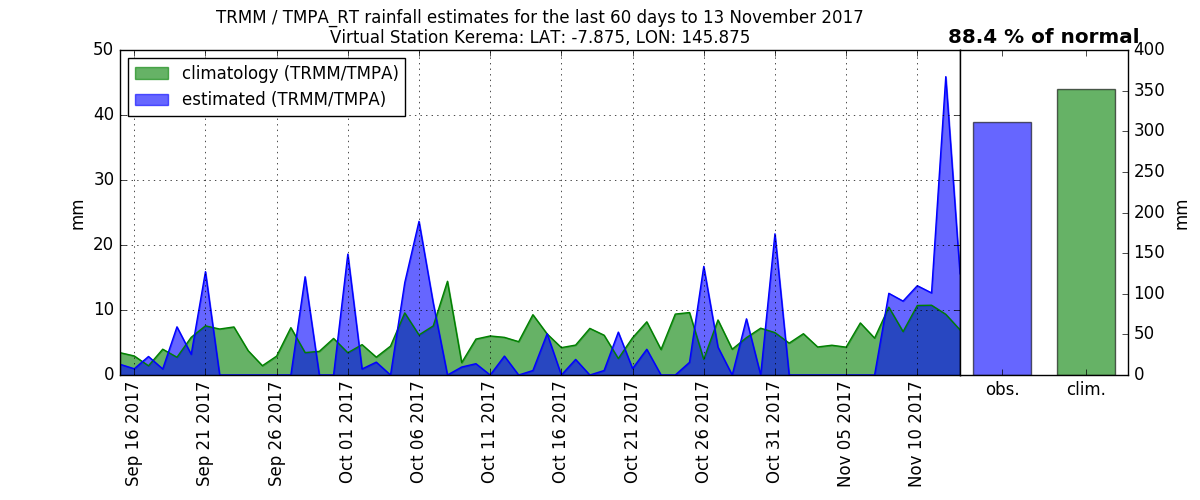 TRMM / TMPA_RT rainfall estimates for the last 60 days to 13 November 2017
Virtual Station Kerema: LAT: -7.875, LON: 145.875
88.4 % of normal
climatology (TRMM/TMPA)
estimated (TRMM/TMPA)
50
40
30
20
10
0
mm
Sep 16 2017
Sep 21 2017
Sep 26 2017
Oct 01 2017
Oct 06 2017
Oct 11 2017
Oct 16 2017
Oct 21 2017
Oct 26 2017
Oct 31 2017
Nov 05 2017
Nov 10 2017
400
350
300
250
200
150
100
50
0
mm
obs.
clim.